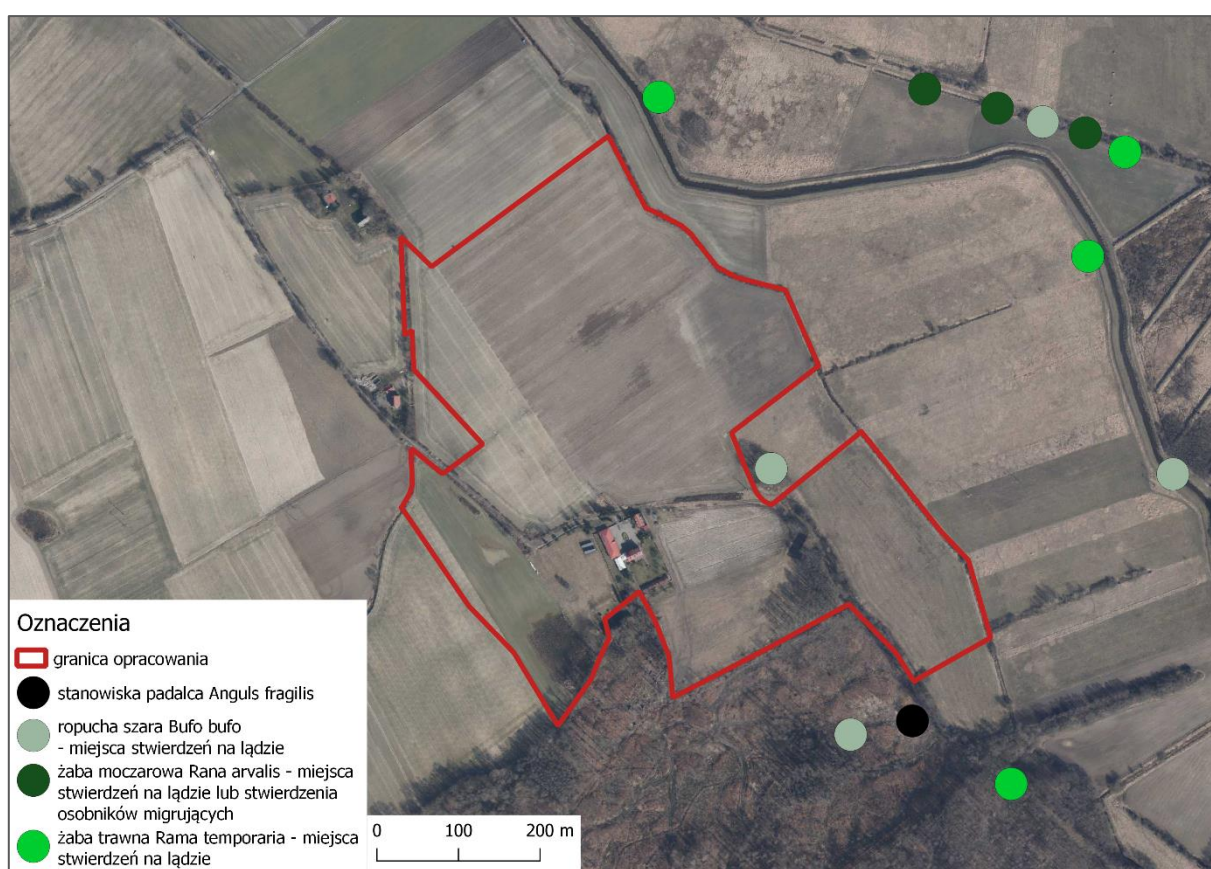 Oznaczenia
granica opracowania
stanowiska padalca Anguls fragilis
ropucha szara Bufo bufo
- miejsca stwierdzeń na lądzie
żaba moczarowa Rana arvalis - miejsca
stwierdzeń na lądzie lub stwierdzenia
osobników migrujących
żaba trawna Rama temporaria - miejsca
stwierdzeń na lądzie
0 100 200 m